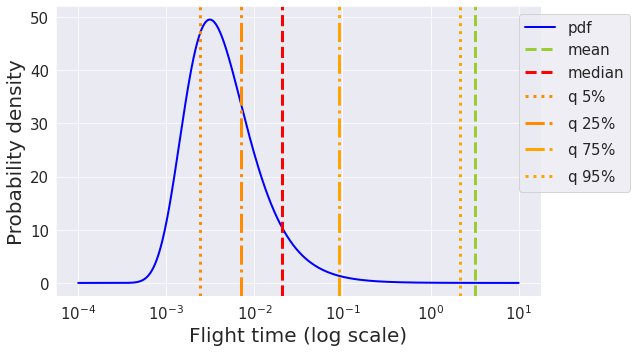 50
40
30
20
10
0
Probability density
10⁻⁴ 10⁻³ 10⁻² 10⁻¹ 10⁰ 10¹
Flight time (log scale)
pdf
mean
median
q 5%
q 25%
q 75%
q 95%